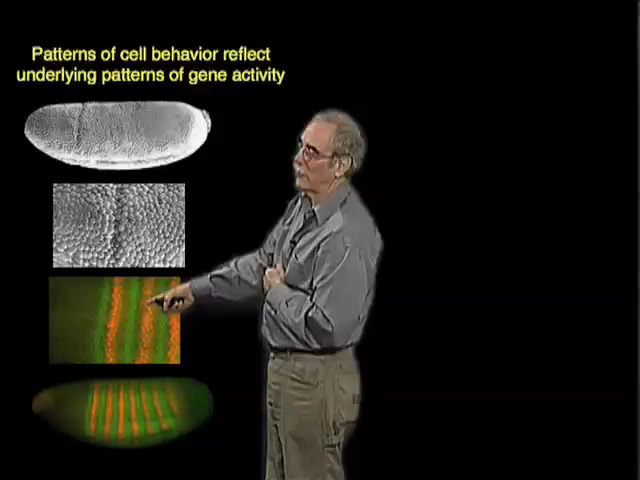 Patterns of cell behavior reflect
underlying patterns of gene activity